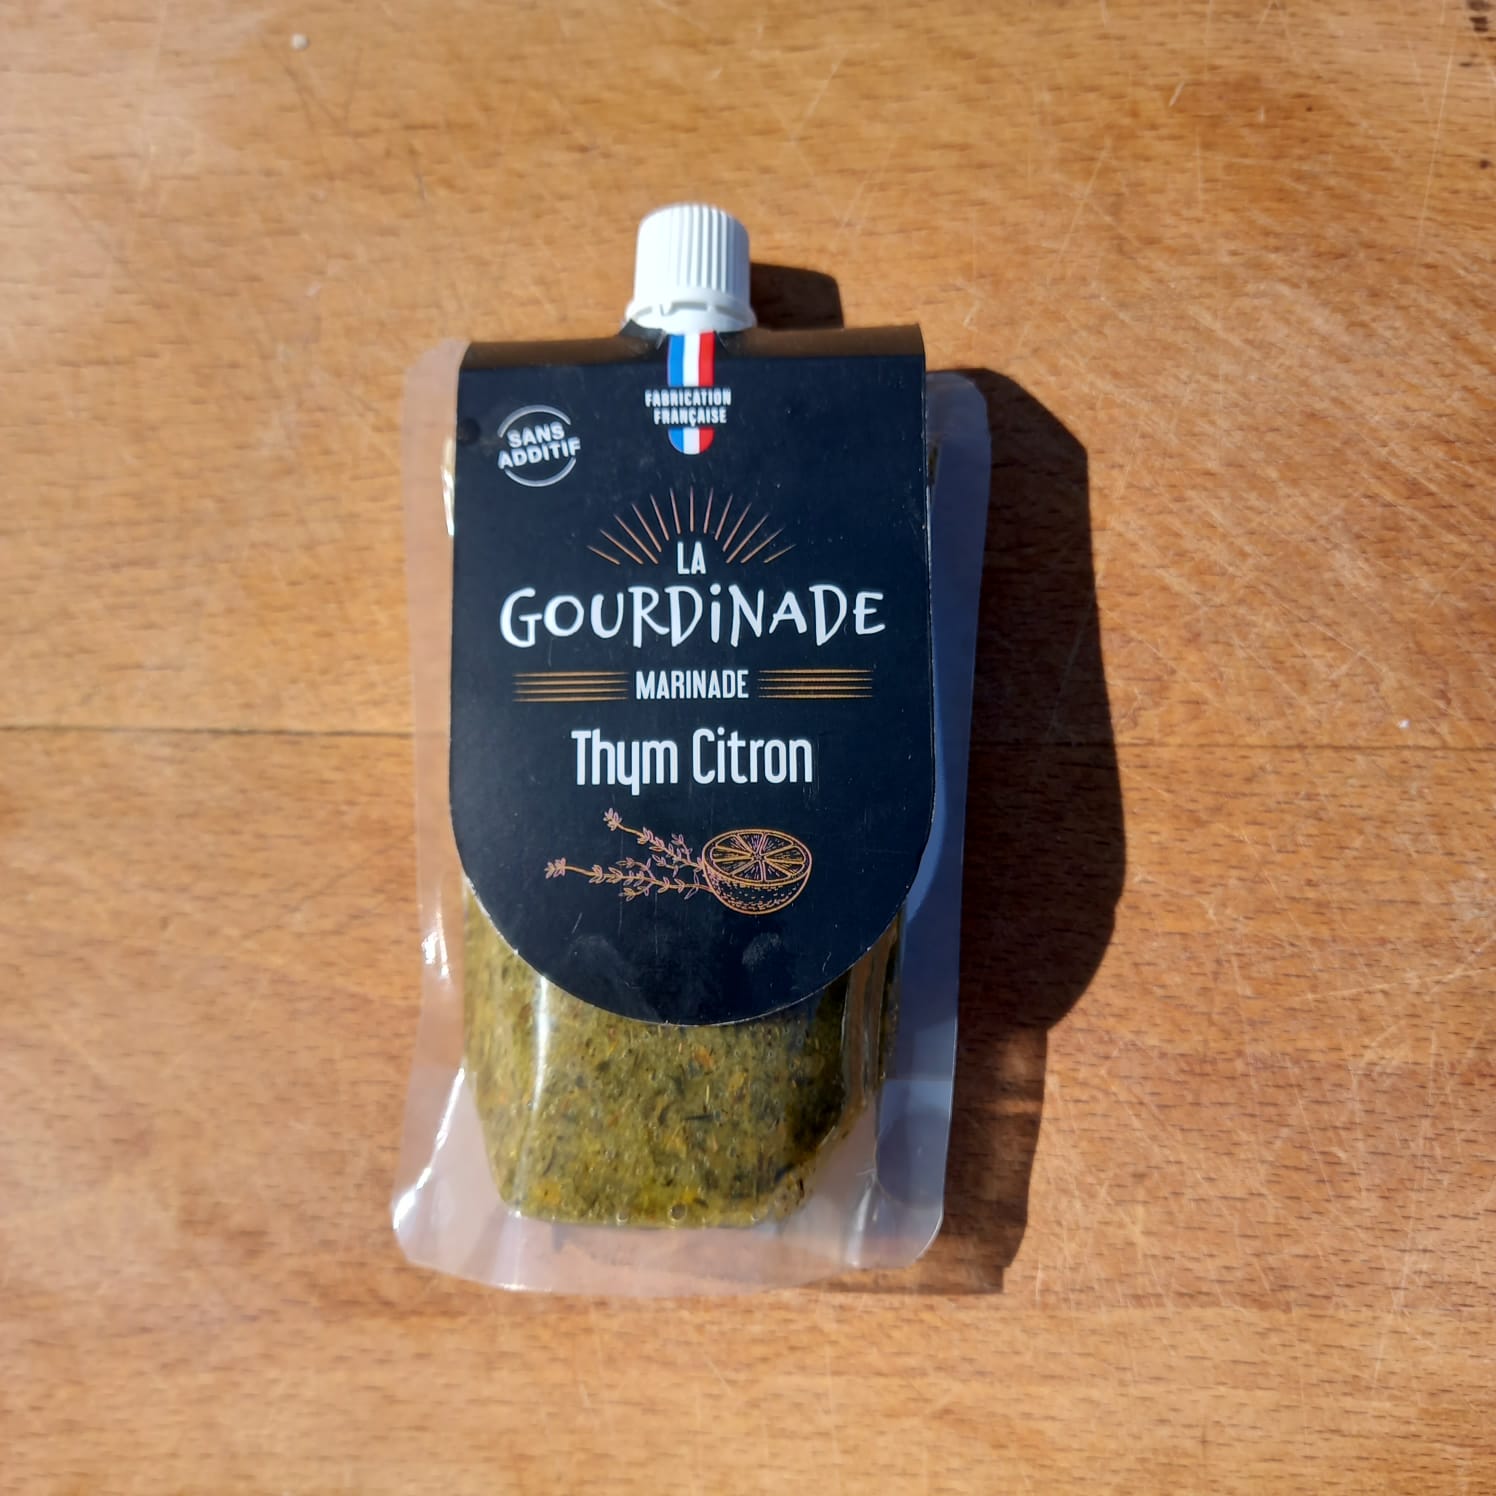 FABRICATION
FRANÇAISE
SANS
ADDITIF
LA
GOURDiNADE
MARINADE
Thym Citron